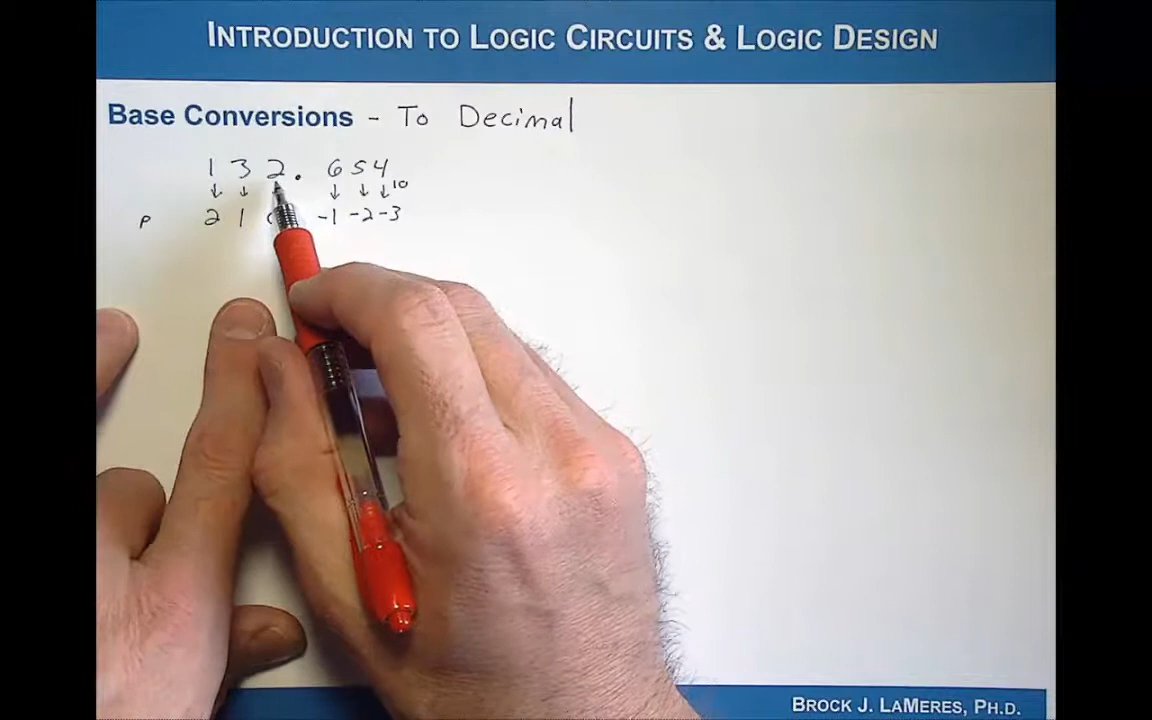 INTRODUCTION TO LOGIC CIRCUITS & LOGIC DESIGN
Base Conversions - To Decimal
1 3 2 . 6 5 4
↓ ↓ ↓ ↓ ↓ 10
p 2 1 -1 -2 -3
BROCK J. LAMERES, PH.D.